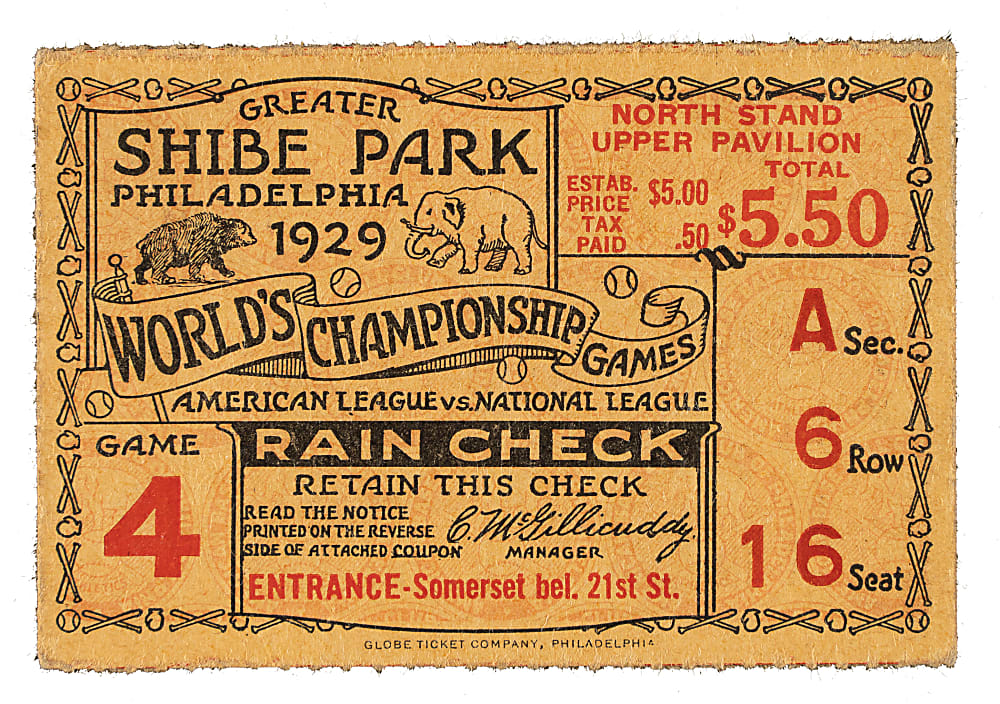 GREATER
SHIBE PARK
PHILADELPHIA
1929
WORLD'S CHAMPIONSHIP GAMES
AMERICAN LEAGUE vs. NATIONAL LEAGUE
NORTH STAND
UPPER PAVILION
TOTAL
ESTAB. PRICE $5.00
TAX PAID .50
$5.50
A Sec.
6 Row
16 Seat
GAME
4
RAIN CHECK
RETAIN THIS CHECK
READ THE NOTICE
PRINTED ON THE REVERSE
SIDE OF ATTACHED COUPON
C. McGillicuddy.
MANAGER
ENTRANCE-Somerset bel. 21st St.
GLOBE TICKET COMPANY, PHILADELPHIA